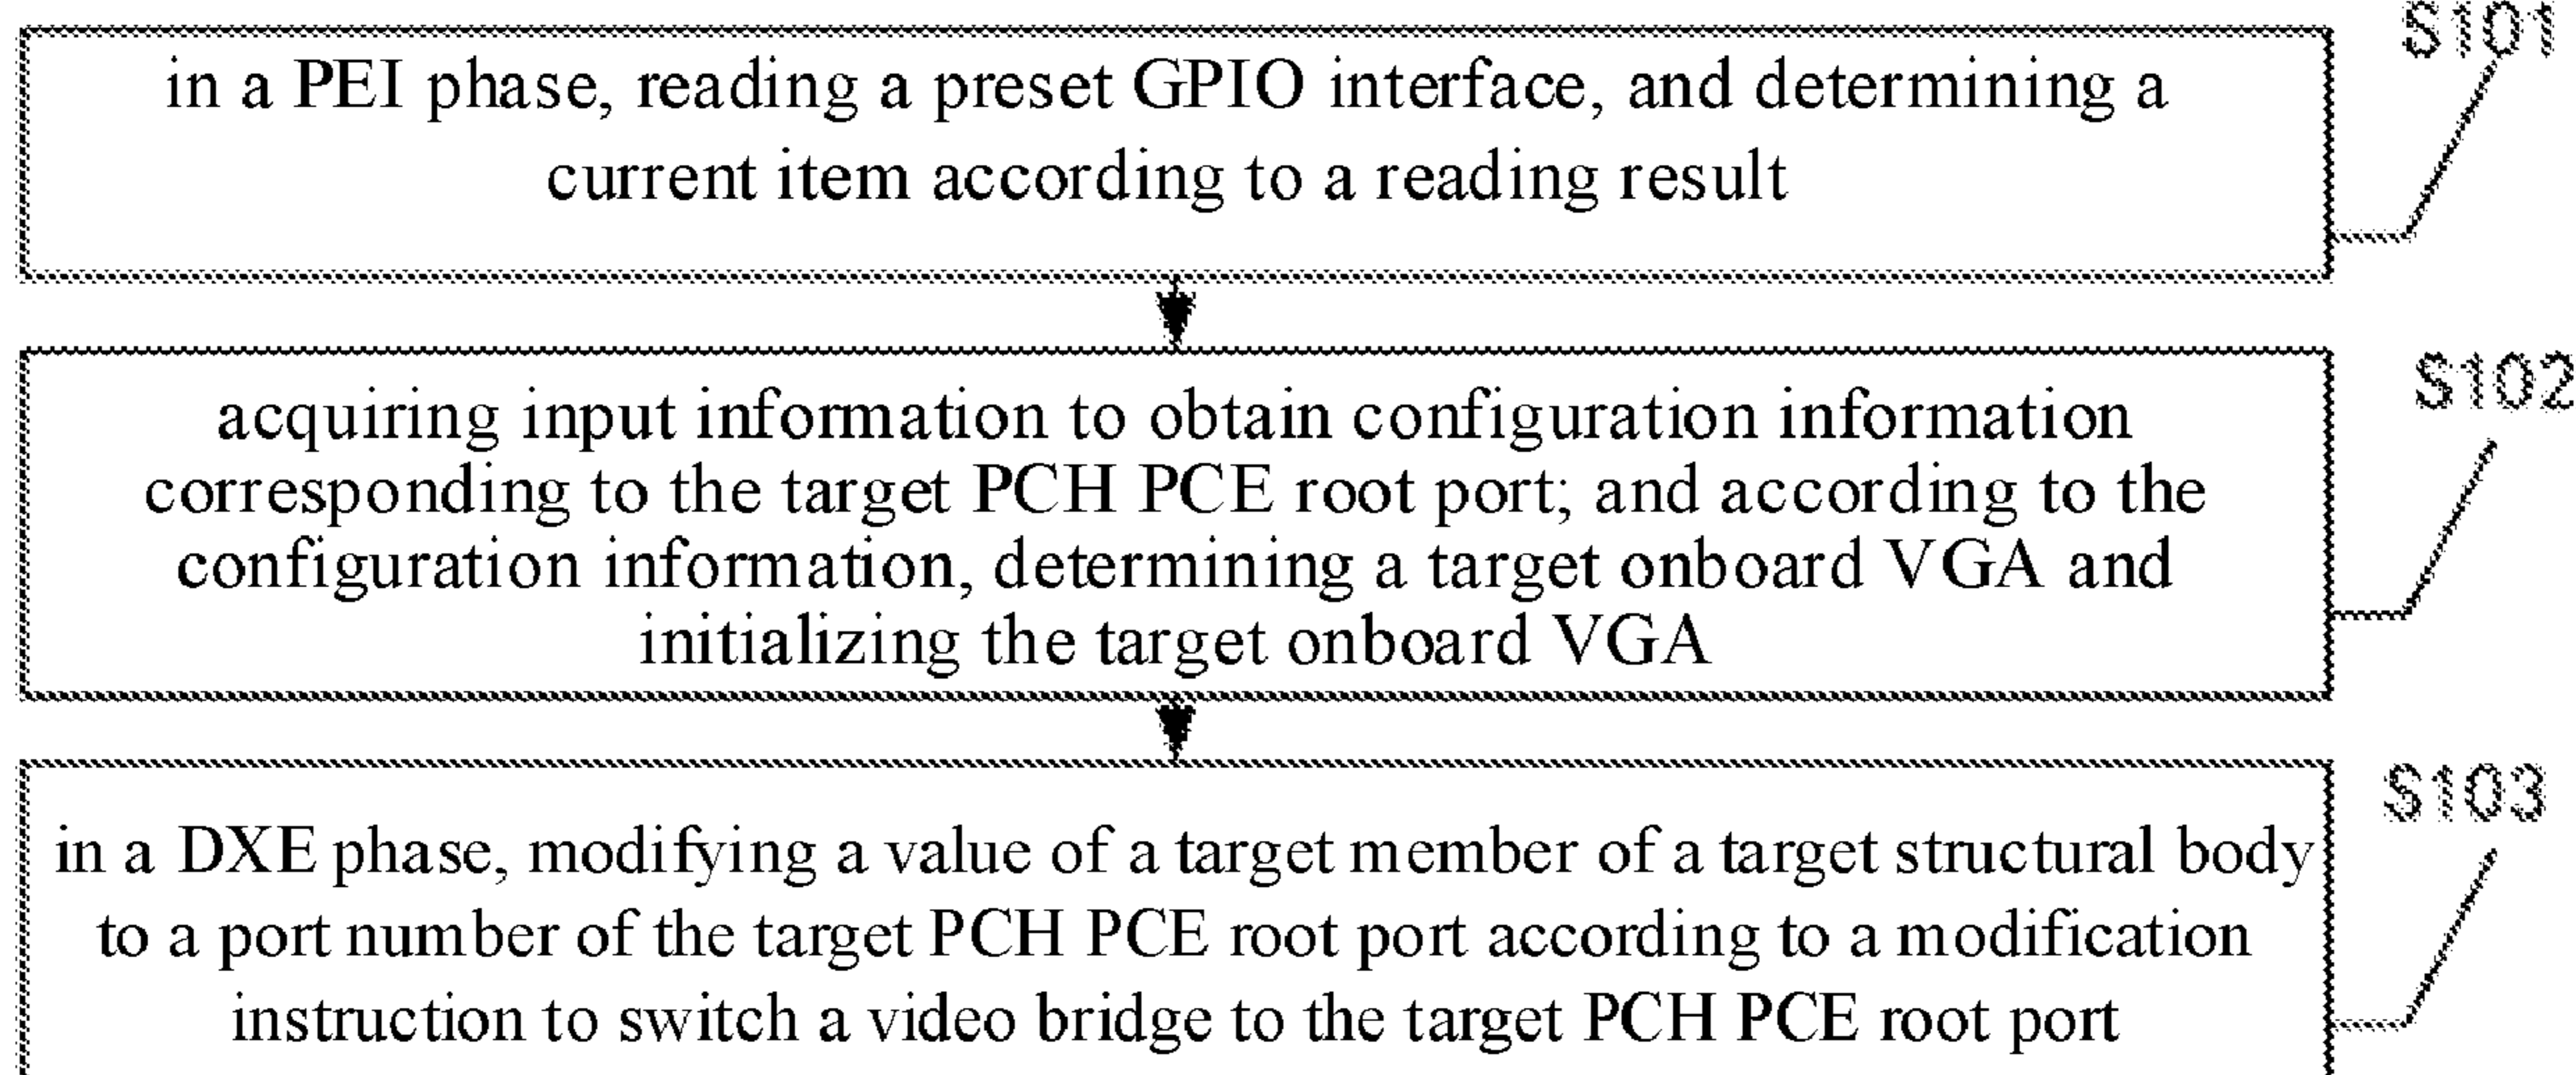 S101
in a PEI phase, reading a preset GPIO interface, and determining a
current item according to a reading result
S102
acquiring input information to obtain configuration information
corresponding to the target PCH PCE root port; and according to the
configuration information, determining a target onboard VGA and
initializing the target onboard VGA
S103
in a DXE phase, modifying a value of a target member of a target structural body
to a port number of the target PCH PCE root port according to a modification
instruction to switch a video bridge to the target PCH PCE root port